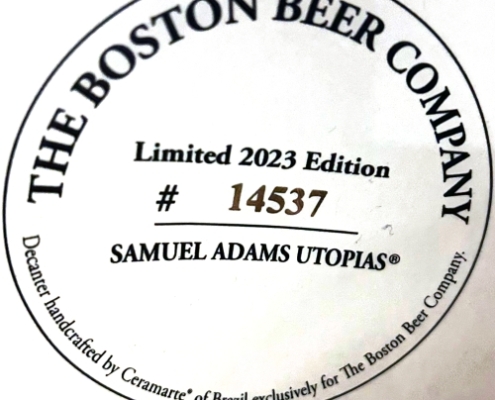 THE BOSTON BEER COMPANY
Limited 2023 Edition
# 14537
SAMUEL ADAMS UTOPIAS®
Decanter handcrafted by Ceramarte® of Brazil exclusively for The Boston Beer Company.